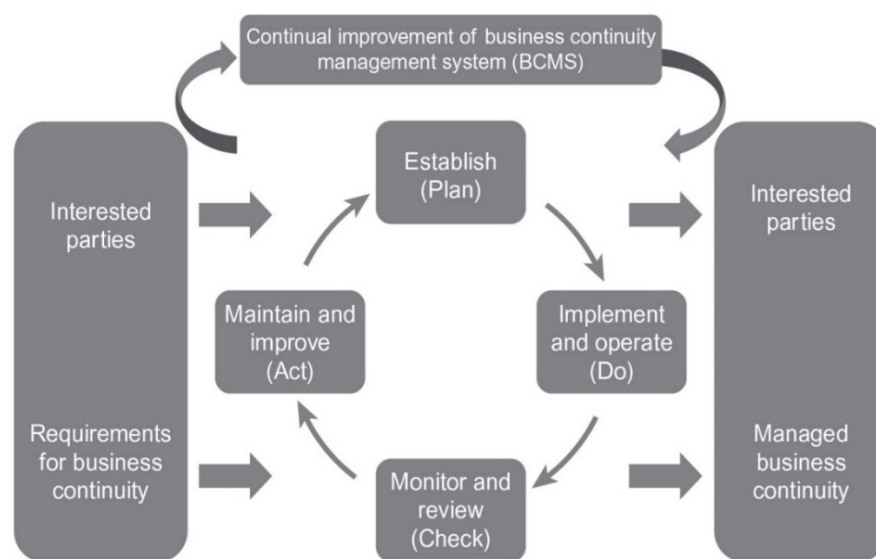 Continual improvement of business continuity
management system (BCMS)
Interested
parties
Requirements
for business
continuity
Establish
(Plan)
Implement
and operate
(Do)
Monitor and
review
(Check)
Maintain and
improve
(Act)
Interested
parties
Managed
business
continuity